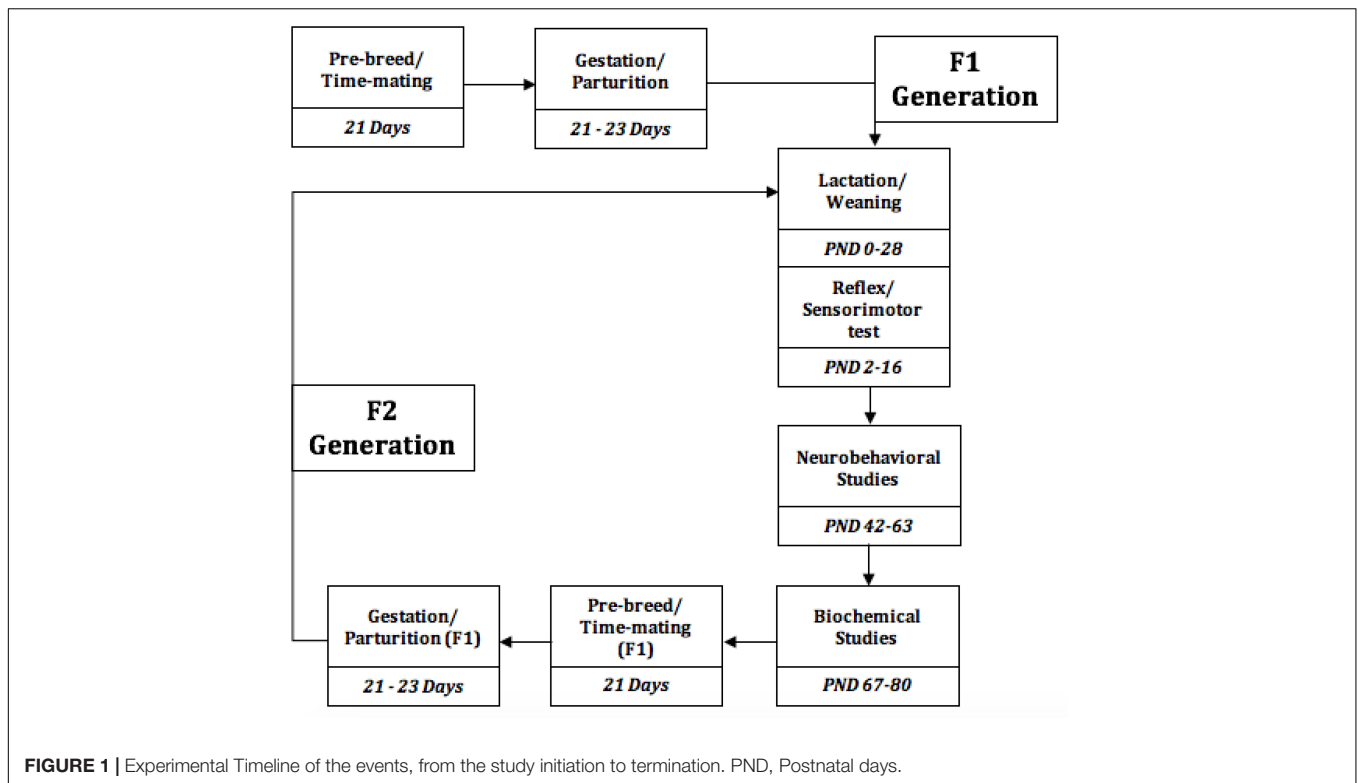 Pre-breed/
Time-mating
21 Days
Gestation/
Parturition
21 - 23 Days
F1
Generation
Lactation/
Weaning
PND 0-28
Reflex/
Sensorimotor
test
PND 2-16
F2
Generation
Neurobehavioral
Studies
PND 42-63
Gestation/
Parturition (F1)
21 - 23 Days
Pre-breed/
Time-mating
(F1)
21 Days
Biochemical
Studies
PND 67-80
FIGURE 1 | Experimental Timeline of the events, from the study initiation to termination. PND, Postnatal days.